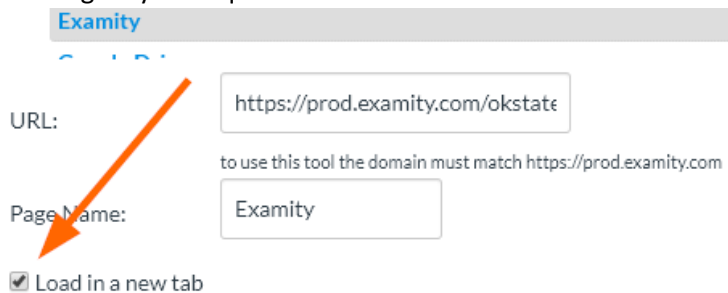 Examity
URL:
https://prod.examity.com/okstate
to use this tool the domain must match https://prod.examity.com
Page Name:
Examity
Load in a new tab